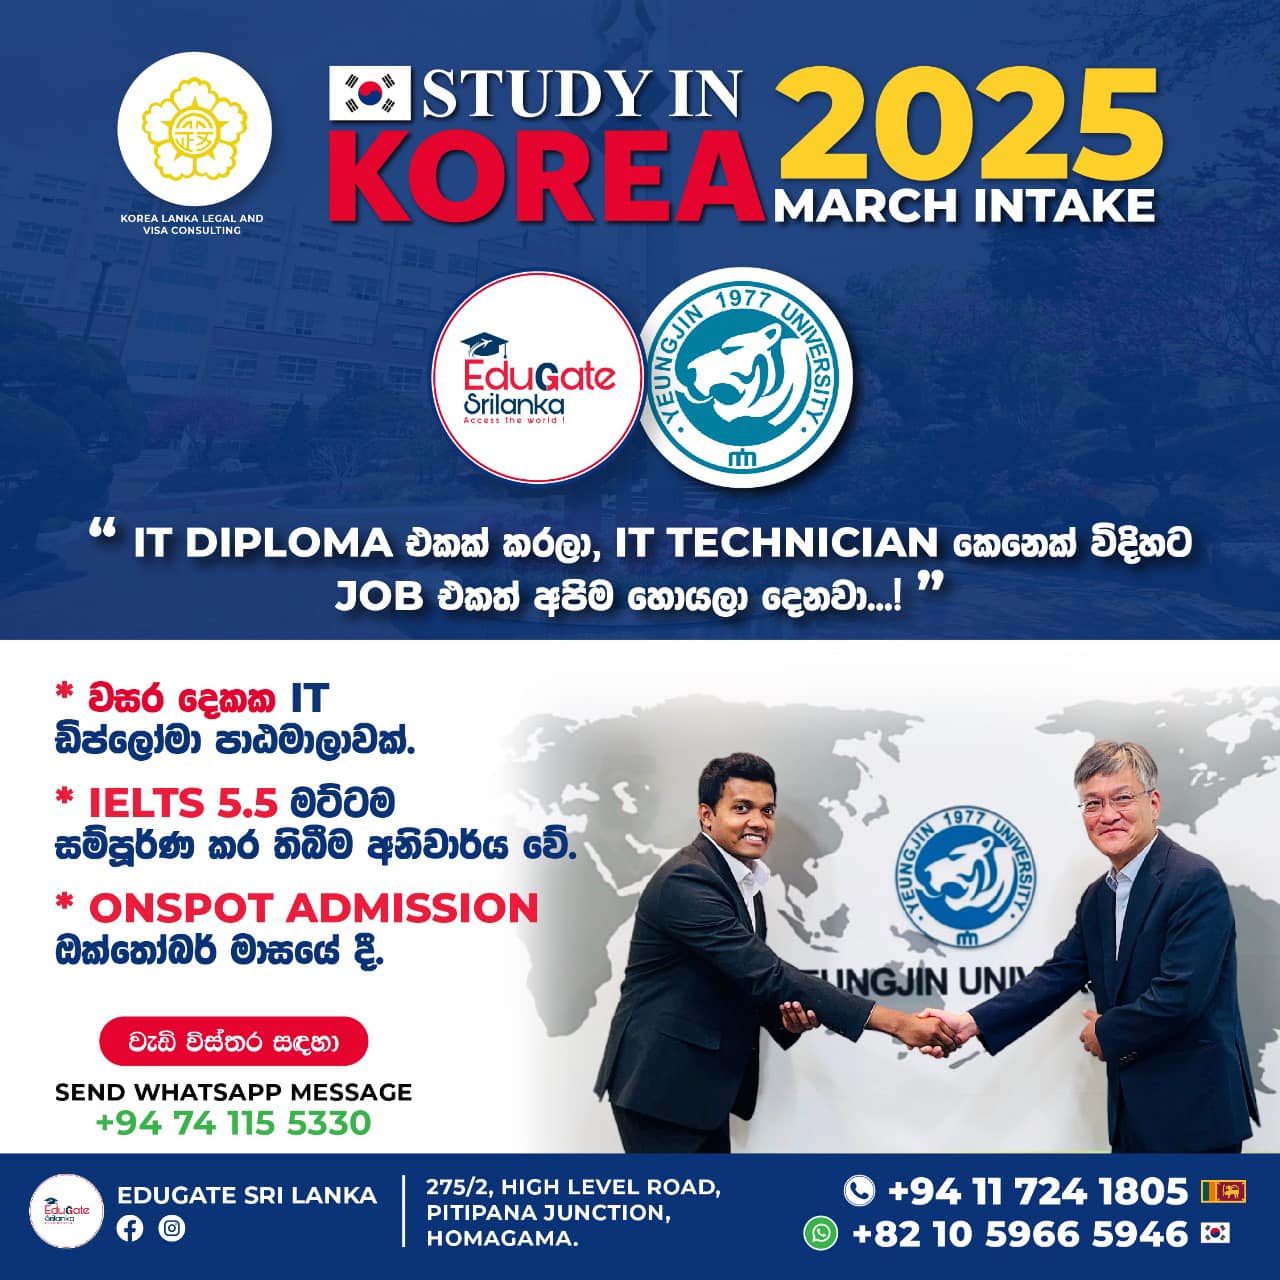 STUDY IN
KOREA
2025
MARCH INTAKE
KOREA LANKA LEGAL AND
VISA CONSULTING
EduGate
Srilanka
Access the world !
YEUNGJIN 1977 UNIVERSITY
“ IT DIPLOMA එකක් කරලා, IT TECHNICIAN කෙනෙක් විදිහට
JOB එකත් අපිම හොයලා දෙනවා...! ”
* වසර දෙකක IT
ඩිප්ලෝමා පාඨමාලාවක්.
* IELTS 5.5 මට්ටම
සම්පූර්ණ කර තිබීම අනිවාර්ය වේ.
* ONSPOT ADMISSION
ඔක්තෝබර් මාසයේ දී.
YEUNGJIN 1977 UNIVERSITY
EUNGJIN UNIV
වැඩි විස්තර සඳහා
SEND WHATSAPP MESSAGE
+94 74 115 5330
EduGate
Srilanka
EDUGATE SRI LANKA
275/2, HIGH LEVEL ROAD,
PITIPANA JUNCTION,
HOMAGAMA.
+94 11 724 1805
+82 10 5966 5946